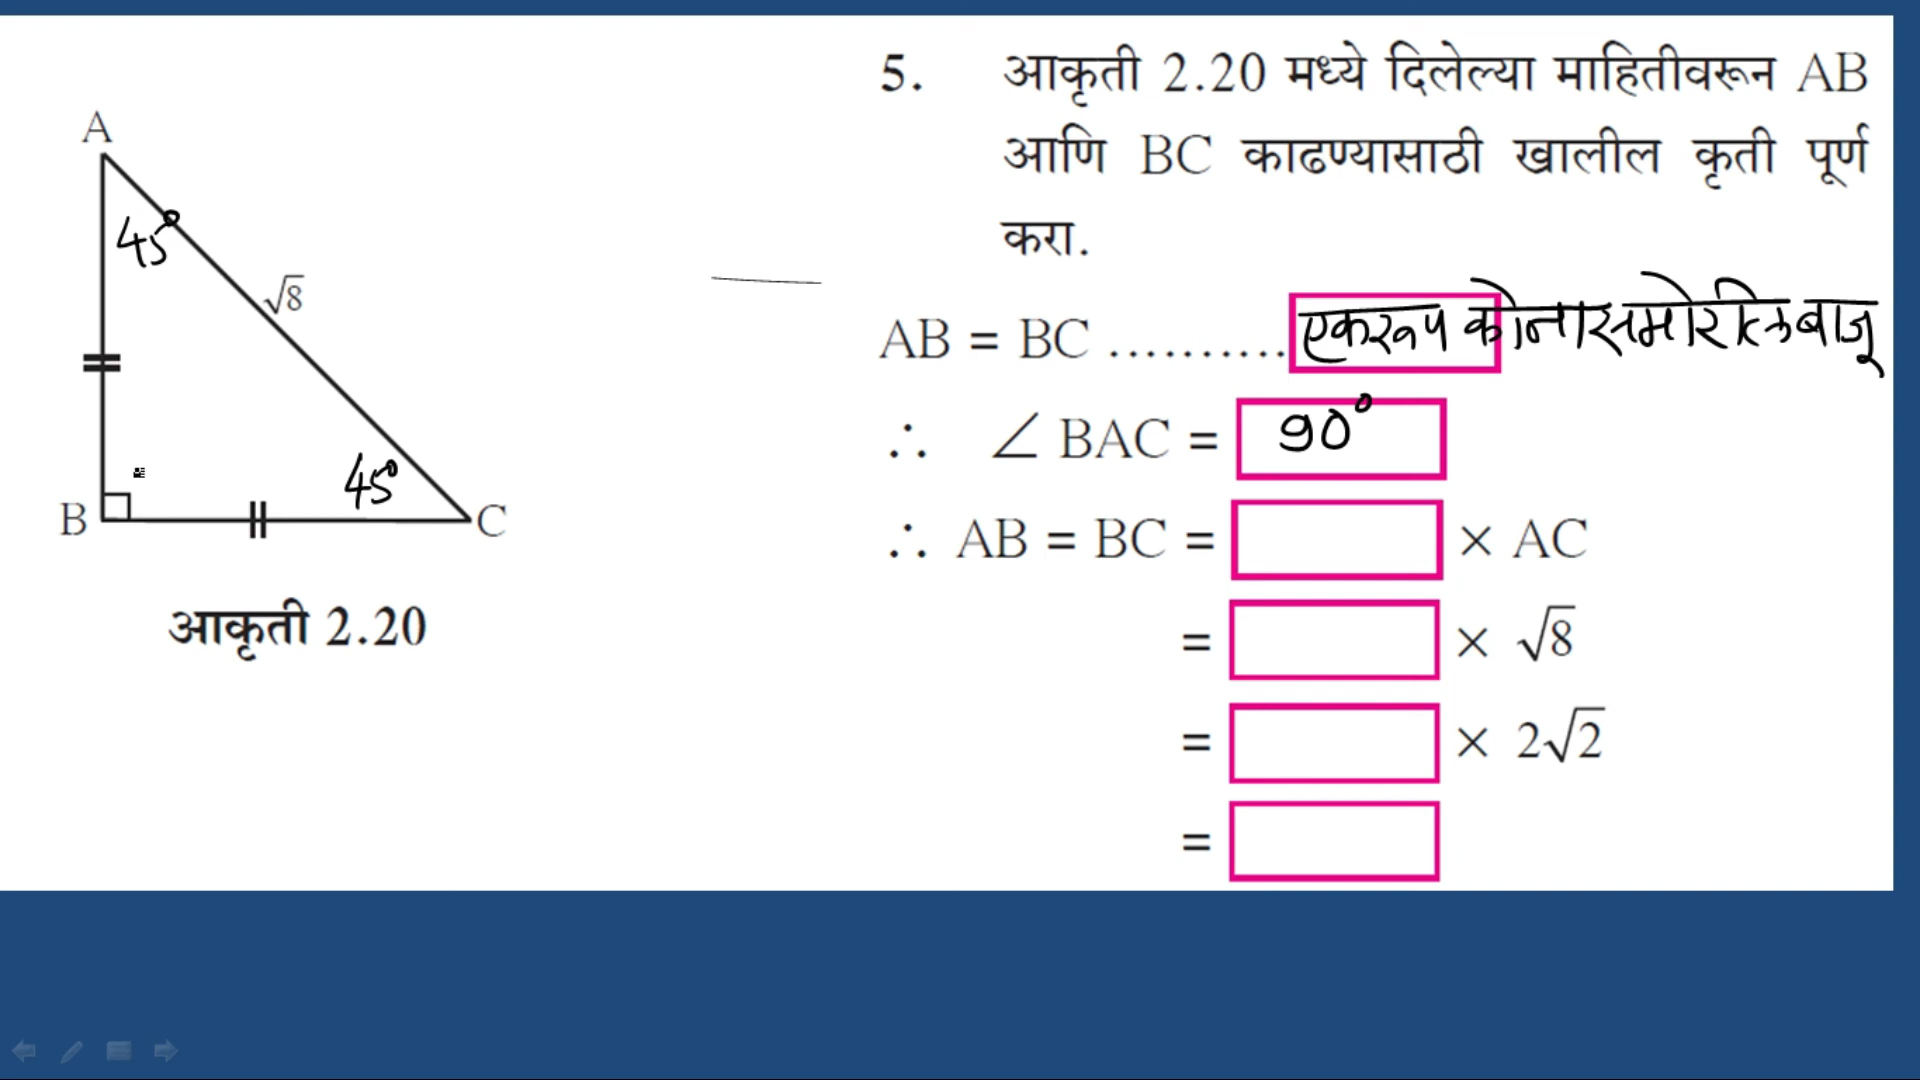 5. आकृती 2.20 मध्ये दिलेल्या माहितीवरून AB
आणि BC काढण्यासाठी खालील कृती पूर्ण
करा.
A
45°
√8
B
45°
C
आकृती 2.20
AB = BC .......... एकरूप कोनासमोरिल बाजू
∴ ∠ BAC = 90°
∴ AB = BC = × AC
= × √8
= × 2√2
=